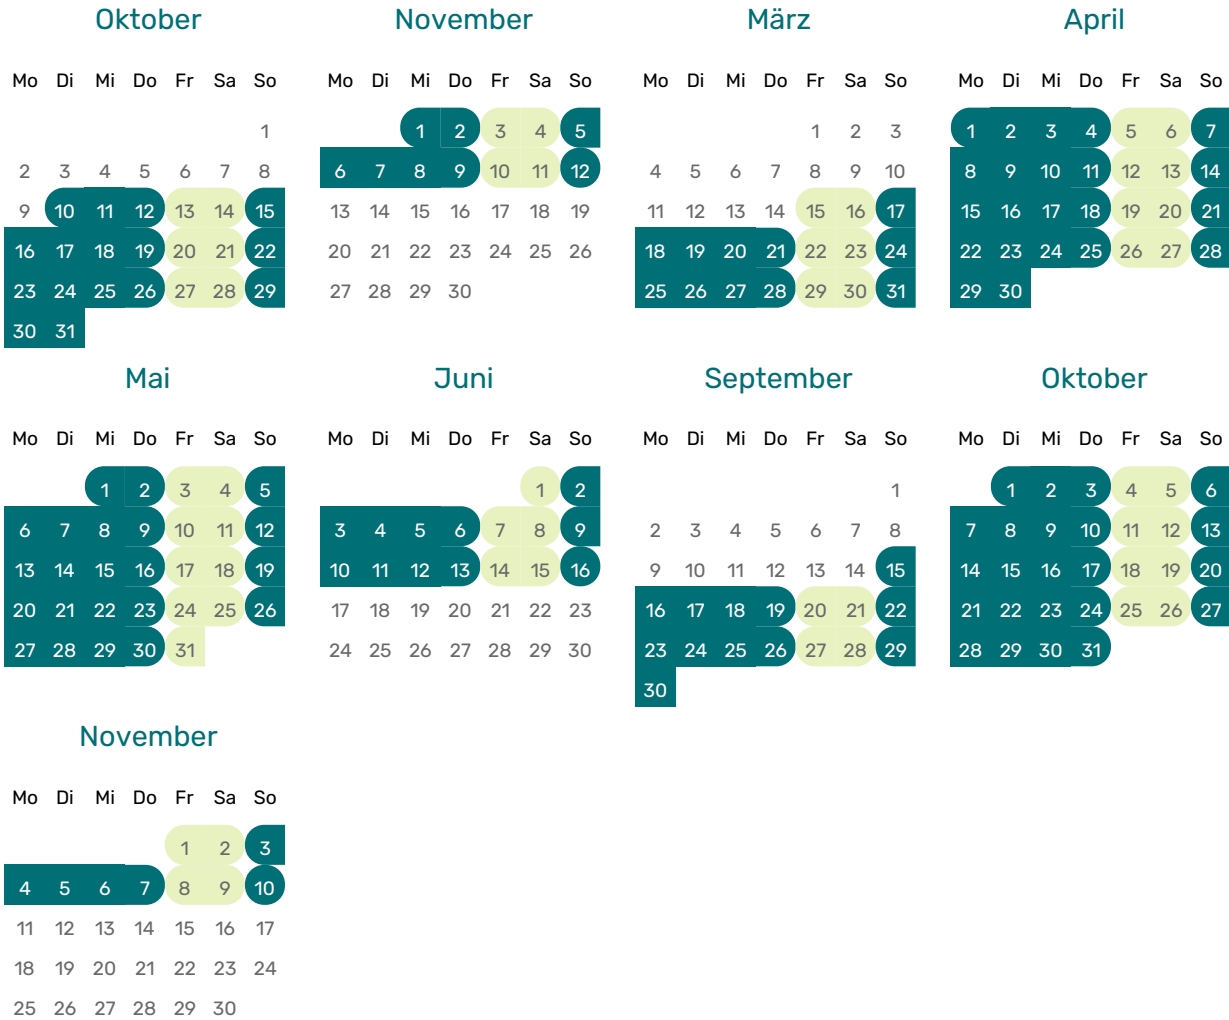 Oktober
Mo Di Mi Do Fr Sa So
1
2 3 4 5 6 7 8
9 10 11 12 13 14 15
16 17 18 19 20 21 22
23 24 25 26 27 28 29
30 31
November
Mo Di Mi Do Fr Sa So
1 2 3 4 5
6 7 8 9 10 11 12
13 14 15 16 17 18 19
20 21 22 23 24 25 26
27 28 29 30
März
Mo Di Mi Do Fr Sa So
1 2 3
4 5 6 7 8 9 10
11 12 13 14 15 16 17
18 19 20 21 22 23 24
25 26 27 28 29 30 31
April
Mo Di Mi Do Fr Sa So
1 2 3 4 5 6 7
8 9 10 11 12 13 14
15 16 17 18 19 20 21
22 23 24 25 26 27 28
29 30
Mai
Mo Di Mi Do Fr Sa So
1 2 3 4 5
6 7 8 9 10 11 12
13 14 15 16 17 18 19
20 21 22 23 24 25 26
27 28 29 30 31
Juni
Mo Di Mi Do Fr Sa So
1 2
3 4 5 6 7 8 9
10 11 12 13 14 15 16
17 18 19 20 21 22 23
24 25 26 27 28 29 30
September
Mo Di Mi Do Fr Sa So
1
2 3 4 5 6 7 8
9 10 11 12 13 14 15
16 17 18 19 20 21 22
23 24 25 26 27 28 29
30
Oktober
Mo Di Mi Do Fr Sa So
1 2 3 4 5 6
7 8 9 10 11 12 13
14 15 16 17 18 19 20
21 22 23 24 25 26 27
28 29 30 31
November
Mo Di Mi Do Fr Sa So
1 2 3
4 5 6 7 8 9 10
11 12 13 14 15 16 17
18 19 20 21 22 23 24
25 26 27 28 29 30